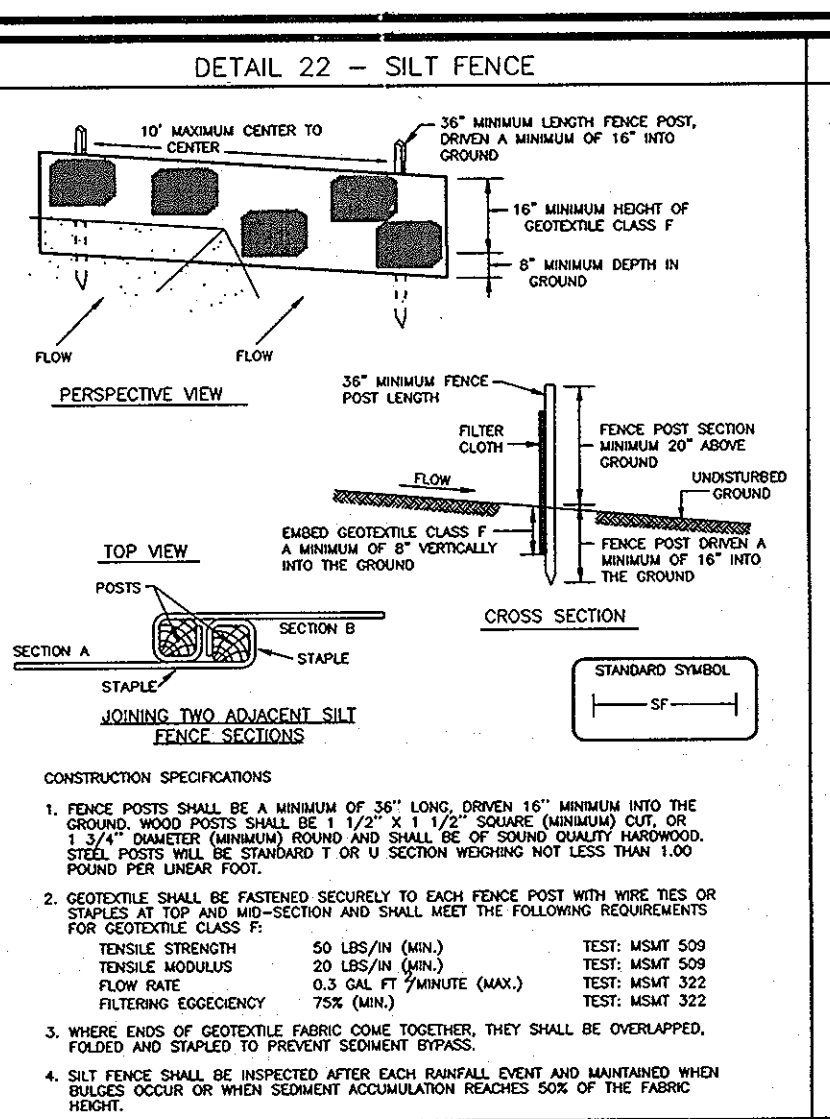 DETAIL 22 – SILT FENCE
10' MAXIMUM CENTER TO
CENTER
36" MINIMUM LENGTH FENCE POST,
DRIVEN A MINIMUM OF 16" INTO
GROUND
16" MINIMUM HEIGHT OF
GEOTEXTILE CLASS F
8" MINIMUM DEPTH IN
GROUND
FLOW
FLOW
PERSPECTIVE VIEW
36" MINIMUM FENCE
POST LENGTH
FILTER
CLOTH
FENCE POST SECTION
MINIMUM 20" ABOVE
GROUND
FLOW
UNDISTURBED
GROUND
EMBED GEOTEXTILE CLASS F
A MINIMUM OF 8" VERTICALLY
INTO THE GROUND
FENCE POST DRIVEN A
MINIMUM OF 16" INTO
THE GROUND
CROSS SECTION
TOP VIEW
POSTS
SECTION B
SECTION A
STAPLE
STAPLE
JOINING TWO ADJACENT SILT
FENCE SECTIONS
STANDARD SYMBOL
SF
CONSTRUCTION SPECIFICATIONS
1. FENCE POSTS SHALL BE A MINIMUM OF 36" LONG, DRIVEN 16" MINIMUM INTO THE
GROUND. WOOD POSTS SHALL BE 1 1/2" X 1 1/2" SQUARE (MINIMUM) CUT, OR
1 3/4" DIAMETER (MINIMUM) ROUND AND SHALL BE OF SOUND QUALITY HARDWOOD.
STEEL POSTS WILL BE STANDARD T OR U SECTION WEIGHING NOT LESS THAN 1.00
POUND PER LINEAR FOOT.
2. GEOTEXTILE SHALL BE FASTENED SECURELY TO EACH FENCE POST WITH WIRE TIES OR
STAPLES AT TOP AND MID-SECTION AND SHALL MEET THE FOLLOWING REQUIREMENTS
FOR GEOTEXTILE CLASS F:
TENSILE STRENGTH 50 LBS/IN (MIN.) TEST: MSMT 509
TENSILE MODULUS 20 LBS/IN (MIN.) TEST: MSMT 509
FLOW RATE 0.3 GAL FT ²/MINUTE (MAX.) TEST: MSMT 322
FILTERING EGGECIENCY 75% (MIN.) TEST: MSMT 322
3. WHERE ENDS OF GEOTEXTILE FABRIC COME TOGETHER, THEY SHALL BE OVERLAPPED,
FOLDED AND STAPLED TO PREVENT SEDIMENT BYPASS.
4. SILT FENCE SHALL BE INSPECTED AFTER EACH RAINFALL EVENT AND MAINTAINED WHEN
BULGES OCCUR OR WHEN SEDIMENT ACCUMULATION REACHES 50% OF THE FABRIC
HEIGHT.